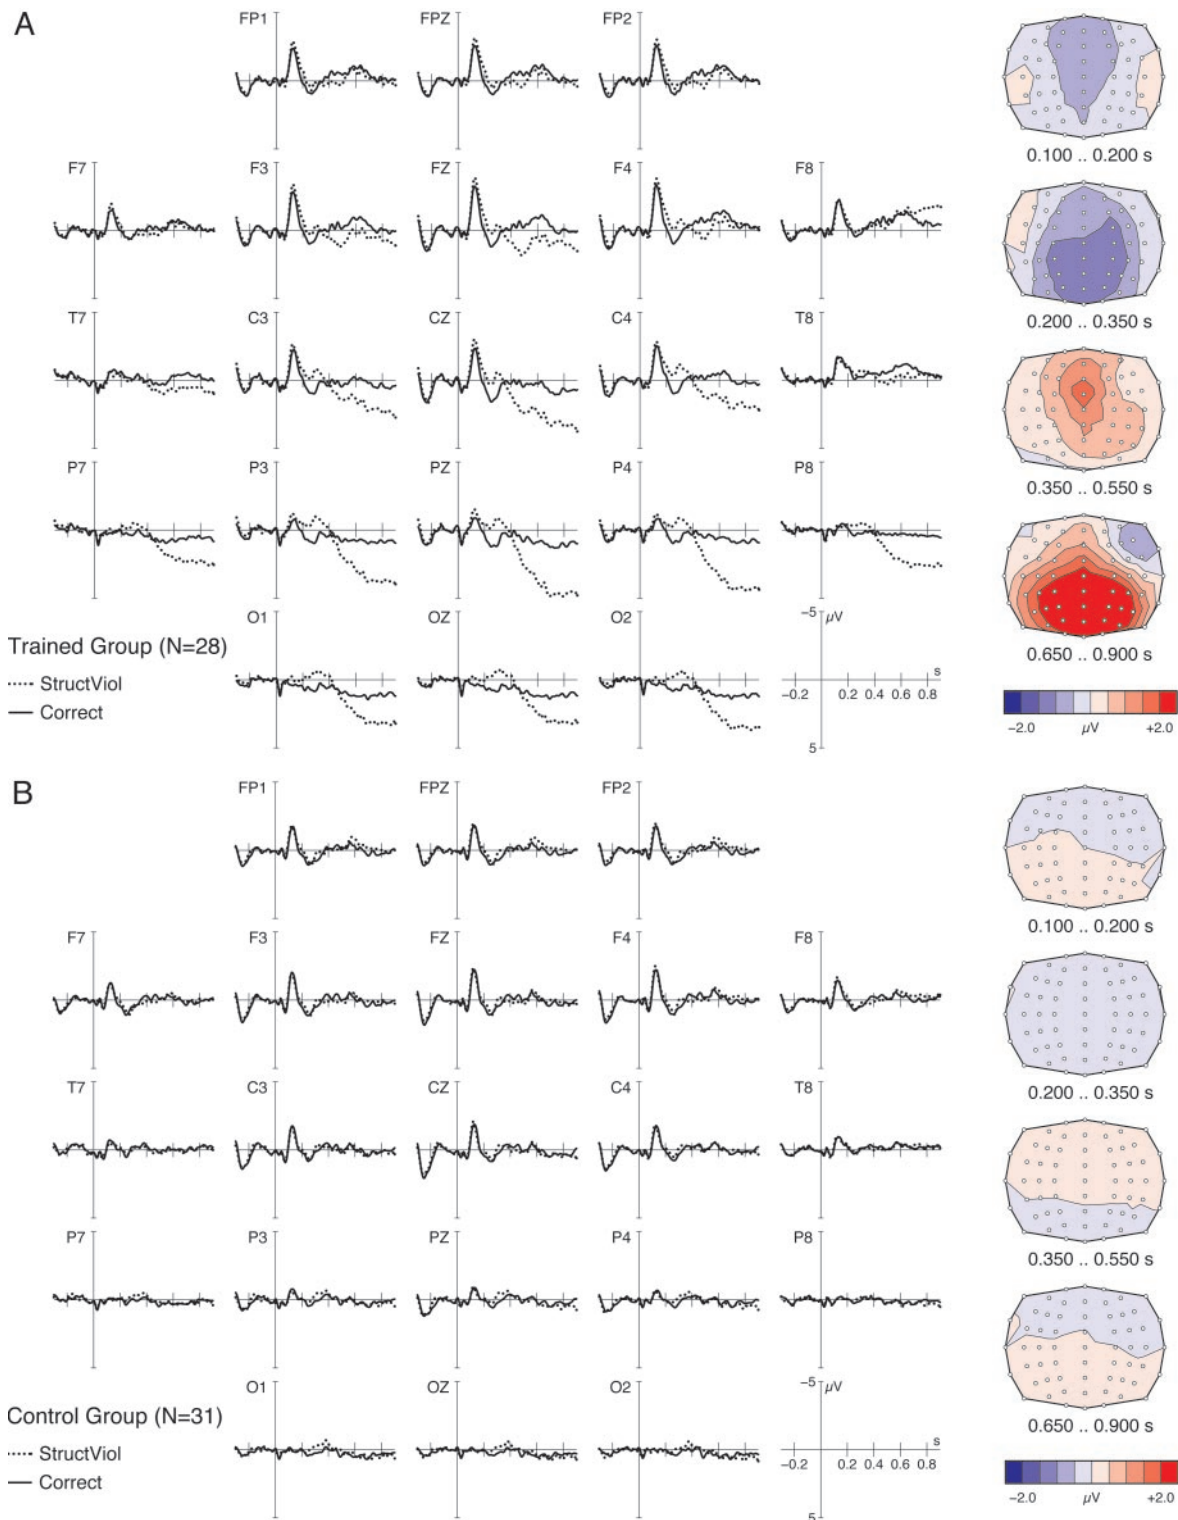 A
FP1 FPZ FP2
0.100 .. 0.200 s
F7 F3 FZ F4 F8
0.200 .. 0.350 s
T7 C3 CZ C4 T8
0.350 .. 0.550 s
P7 P3 PZ P4 P8
0.650 .. 0.900 s
O1 OZ O2 -5 µV
Trained Group (N=28)
s
StructViol
-0.2 0.2 0.4 0.6 0.8
Correct
5
−2.0 µV +2.0
B
FP1 FPZ FP2
0.100 .. 0.200 s
F7 F3 FZ F4 F8
0.200 .. 0.350 s
T7 C3 CZ C4 T8
0.350 .. 0.550 s
P7 P3 PZ P4 P8
0.650 .. 0.900 s
O1 OZ O2 -5 µV
Control Group (N=31)
s
StructViol
-0.2 0.2 0.4 0.6 0.8
Correct
5
−2.0 µV +2.0